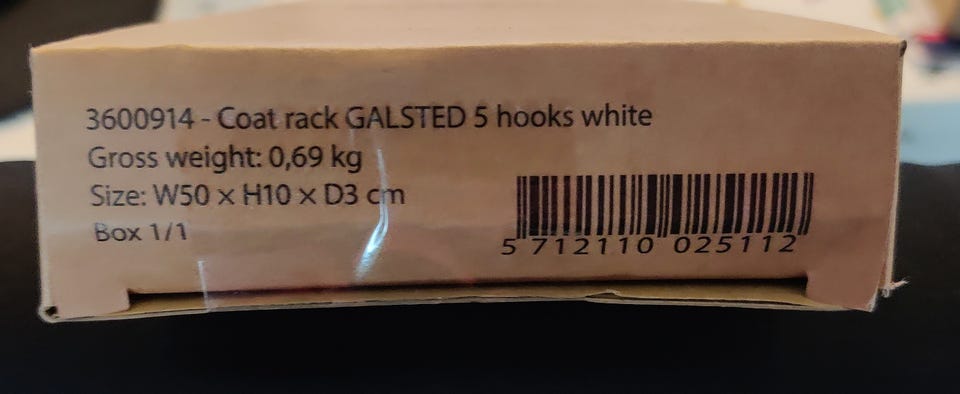 3600914 - Coat rack GALSTED 5 hooks white
Gross weight: 0,69 kg
Size: W50 x H10 x D3 cm
Box 1/1
5 712110 025112